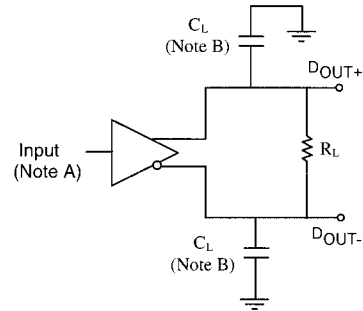 C_L
(Note B)
D_OUT+
Input
(Note A)
R_L
D_OUT-
C_L
(Note B)